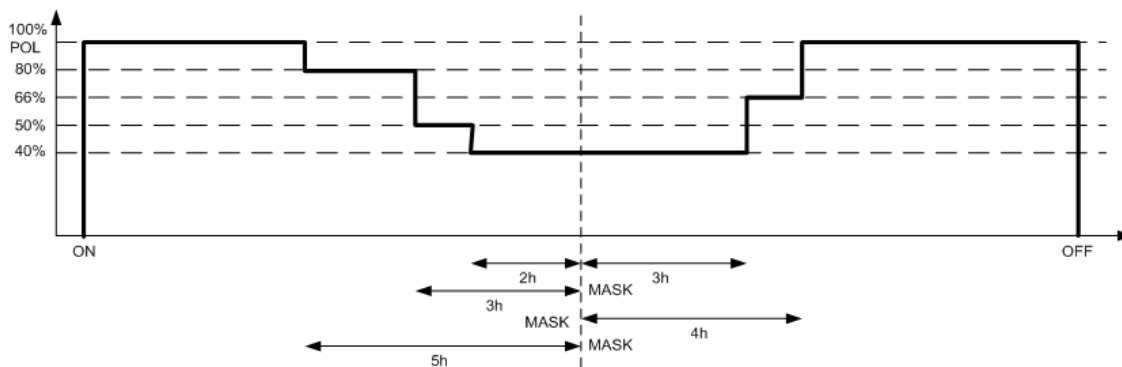 100%
POL
80%
66%
50%
40%
ON
OFF
2h
3h
3h
MASK
MASK
4h
5h
MASK